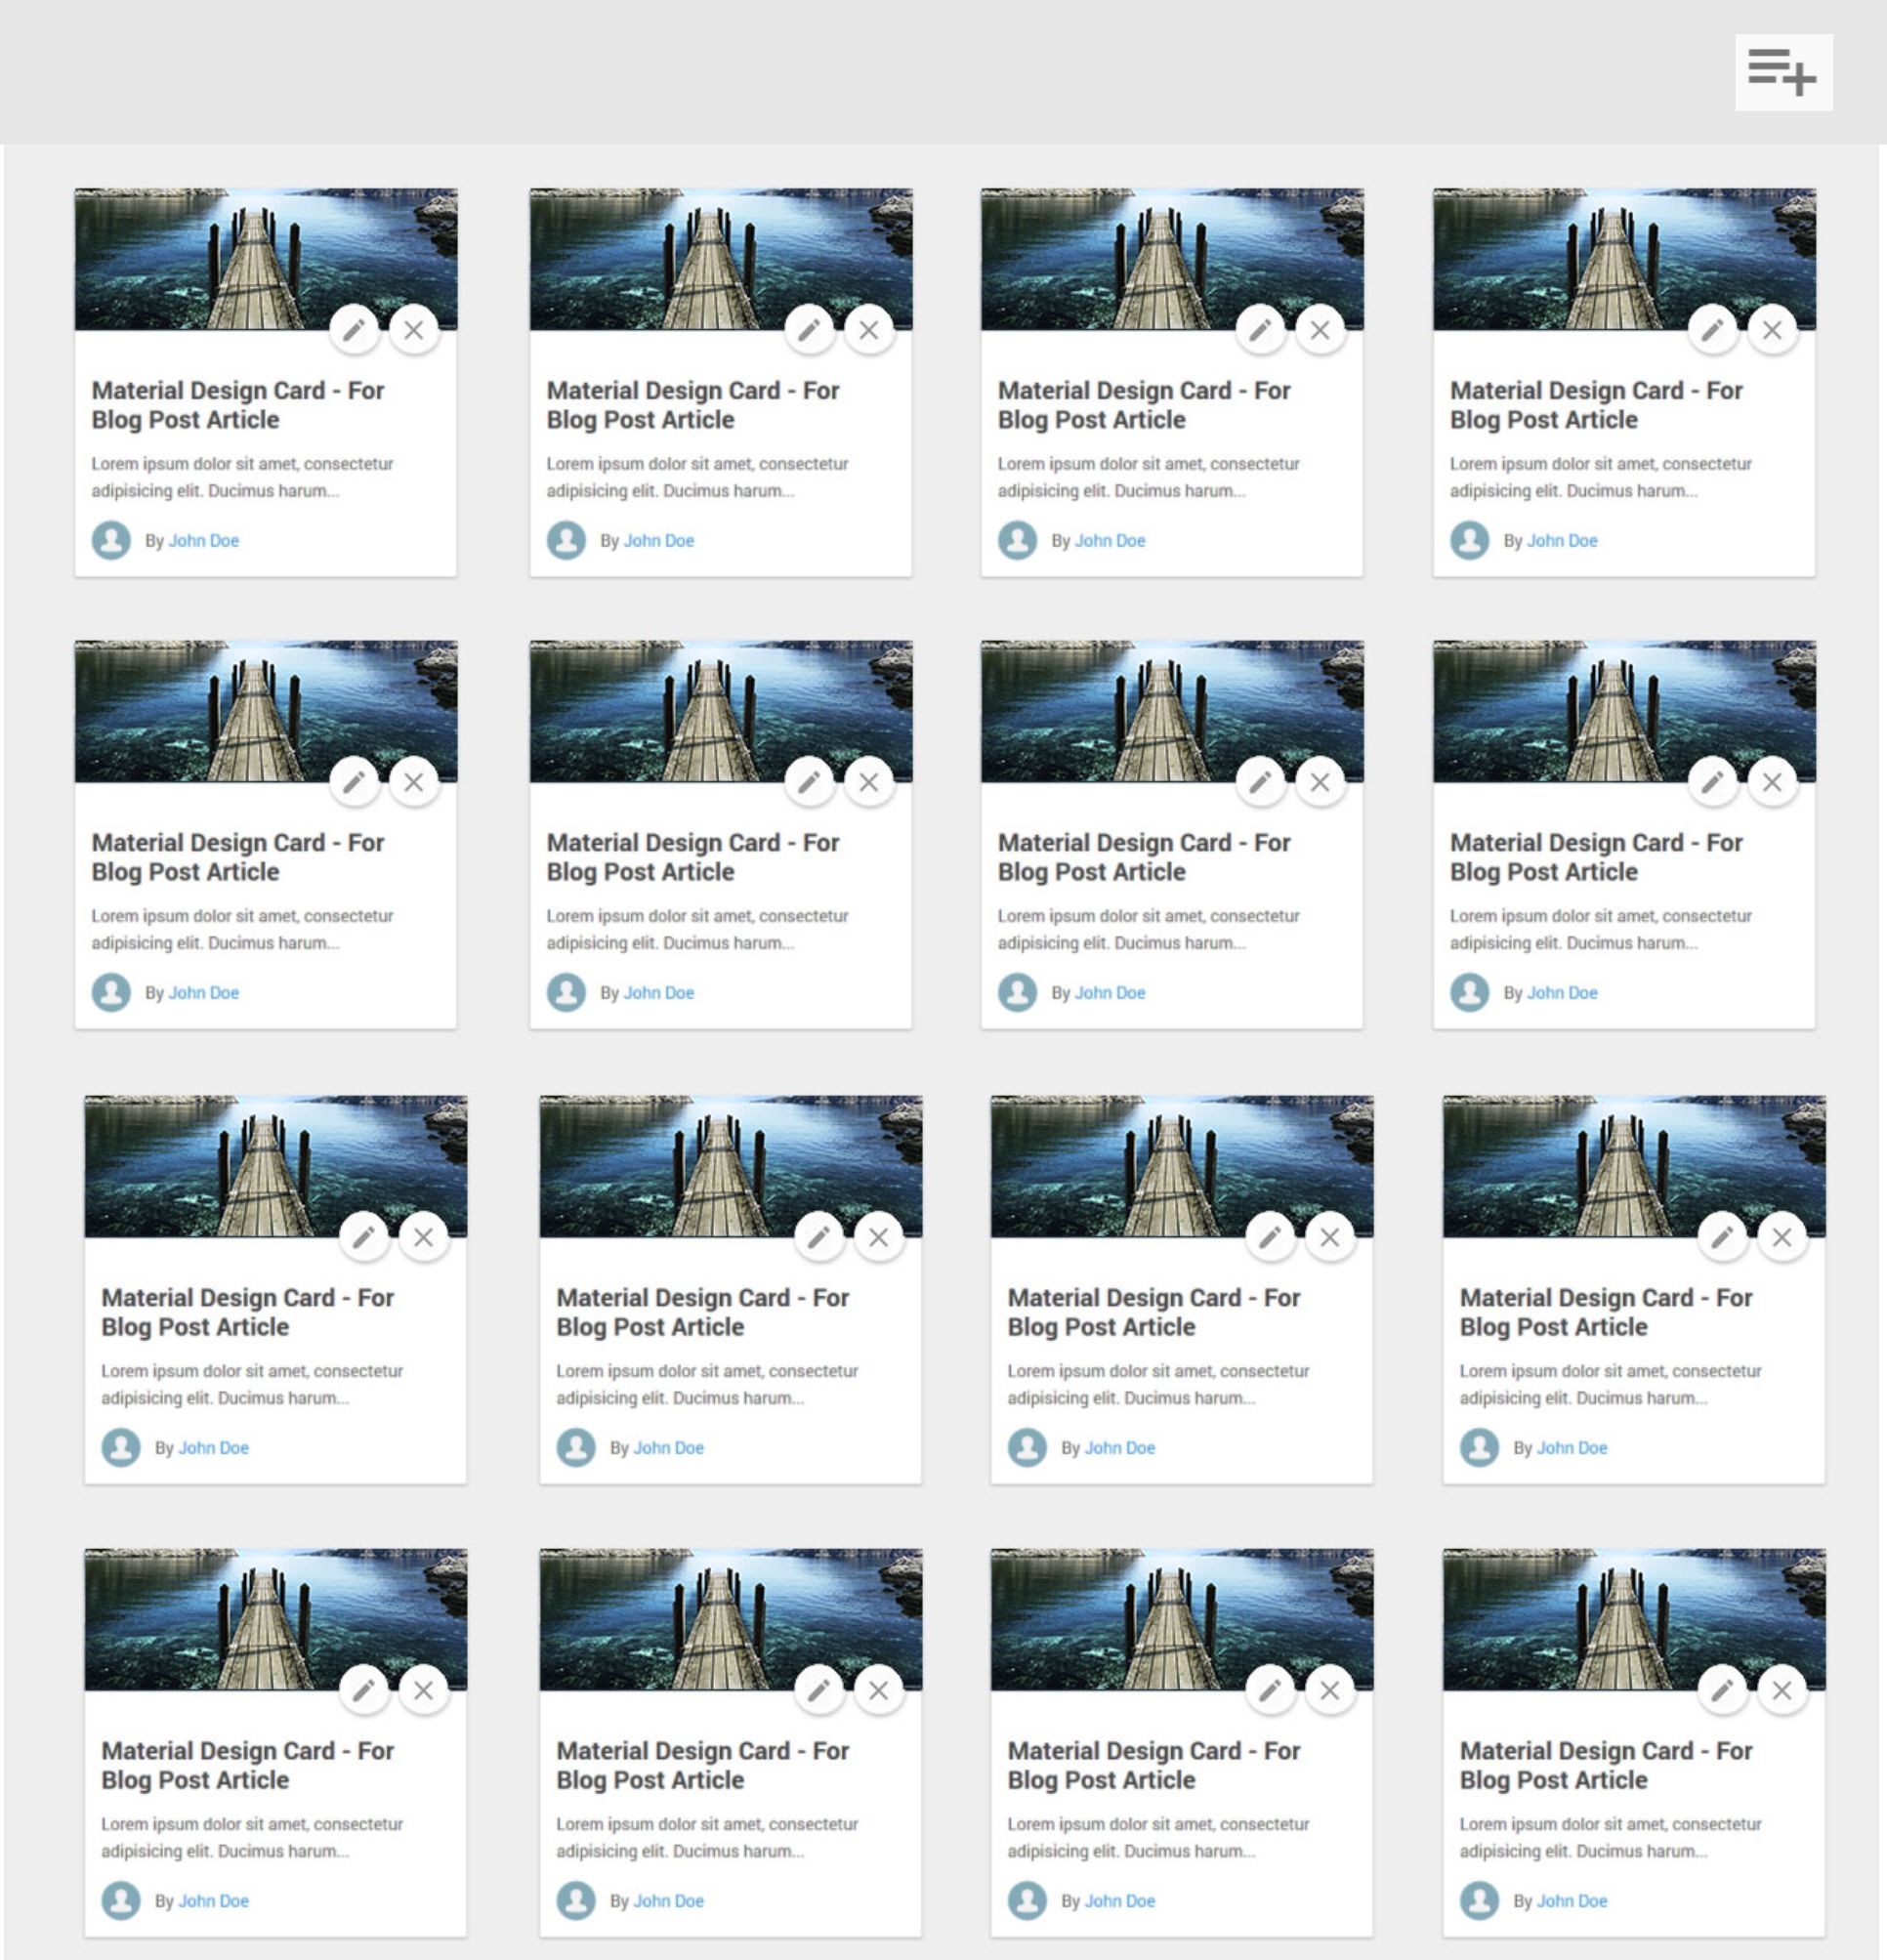 Material Design Card - For
Blog Post Article
Lorem ipsum dolor sit amet, consectetur
adipisicing elit. Ducimus harum...
By John Doe
Material Design Card - For
Blog Post Article
Lorem ipsum dolor sit amet, consectetur
adipisicing elit. Ducimus harum...
By John Doe
Material Design Card - For
Blog Post Article
Lorem ipsum dolor sit amet, consectetur
adipisicing elit. Ducimus harum...
By John Doe
Material Design Card - For
Blog Post Article
Lorem ipsum dolor sit amet, consectetur
adipisicing elit. Ducimus harum...
By John Doe
Material Design Card - For
Blog Post Article
Lorem ipsum dolor sit amet, consectetur
adipisicing elit. Ducimus harum...
By John Doe
Material Design Card - For
Blog Post Article
Lorem ipsum dolor sit amet, consectetur
adipisicing elit. Ducimus harum...
By John Doe
Material Design Card - For
Blog Post Article
Lorem ipsum dolor sit amet, consectetur
adipisicing elit. Ducimus harum...
By John Doe
Material Design Card - For
Blog Post Article
Lorem ipsum dolor sit amet, consectetur
adipisicing elit. Ducimus harum...
By John Doe
Material Design Card - For
Blog Post Article
Lorem ipsum dolor sit amet, consectetur
adipisicing elit. Ducimus harum...
By John Doe
Material Design Card - For
Blog Post Article
Lorem ipsum dolor sit amet, consectetur
adipisicing elit. Ducimus harum...
By John Doe
Material Design Card - For
Blog Post Article
Lorem ipsum dolor sit amet, consectetur
adipisicing elit. Ducimus harum...
By John Doe
Material Design Card - For
Blog Post Article
Lorem ipsum dolor sit amet, consectetur
adipisicing elit. Ducimus harum...
By John Doe
Material Design Card - For
Blog Post Article
Lorem ipsum dolor sit amet, consectetur
adipisicing elit. Ducimus harum...
By John Doe
Material Design Card - For
Blog Post Article
Lorem ipsum dolor sit amet, consectetur
adipisicing elit. Ducimus harum...
By John Doe
Material Design Card - For
Blog Post Article
Lorem ipsum dolor sit amet, consectetur
adipisicing elit. Ducimus harum...
By John Doe
Material Design Card - For
Blog Post Article
Lorem ipsum dolor sit amet, consectetur
adipisicing elit. Ducimus harum...
By John Doe